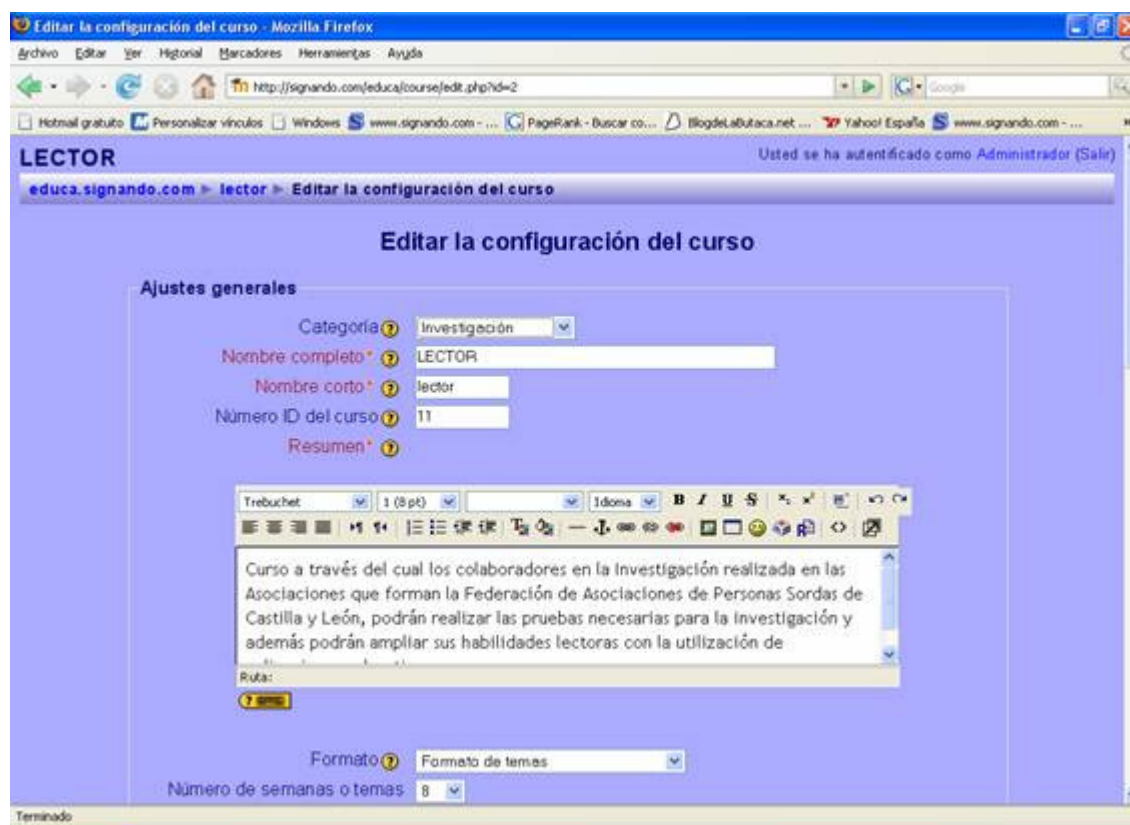 Editar la configuración del curso - Mozilla Firefox
Archivo Editar Ver Historial Marcadores Herramientas Ayuda
http://signando.com/educa/course/edit.php?id=2 Google
Hotmail gratuito Personalizar vínculos Windows www.signando.com - ... PageRank - Buscar co... BlogdeLaButaca.net ... Yahoo! España www.signando.com - ...
LECTOR Usted se ha autentificado como Administrador (Salir)
educa.signando.com ► lector ► Editar la configuración del curso
Editar la configuración del curso
Ajustes generales
Categoría Investigación
Nombre completo* LECTOR
Nombre corto* lector
Número ID del curso 11
Resumen*
Trebuchet 1 (8 pt) Idioma B I U S
Curso a través del cual los colaboradores en la Investigación realizada en las
Asociaciones que forman la Federación de Asociaciones de Personas Sordas de
Castilla y León, podrán realizar las pruebas necesarias para la Investigación y
además podrán ampliar sus habilidades lectoras con la utilización de
Ruta:
Formato Formato de temas
Número de semanas o temas 8
Terminado